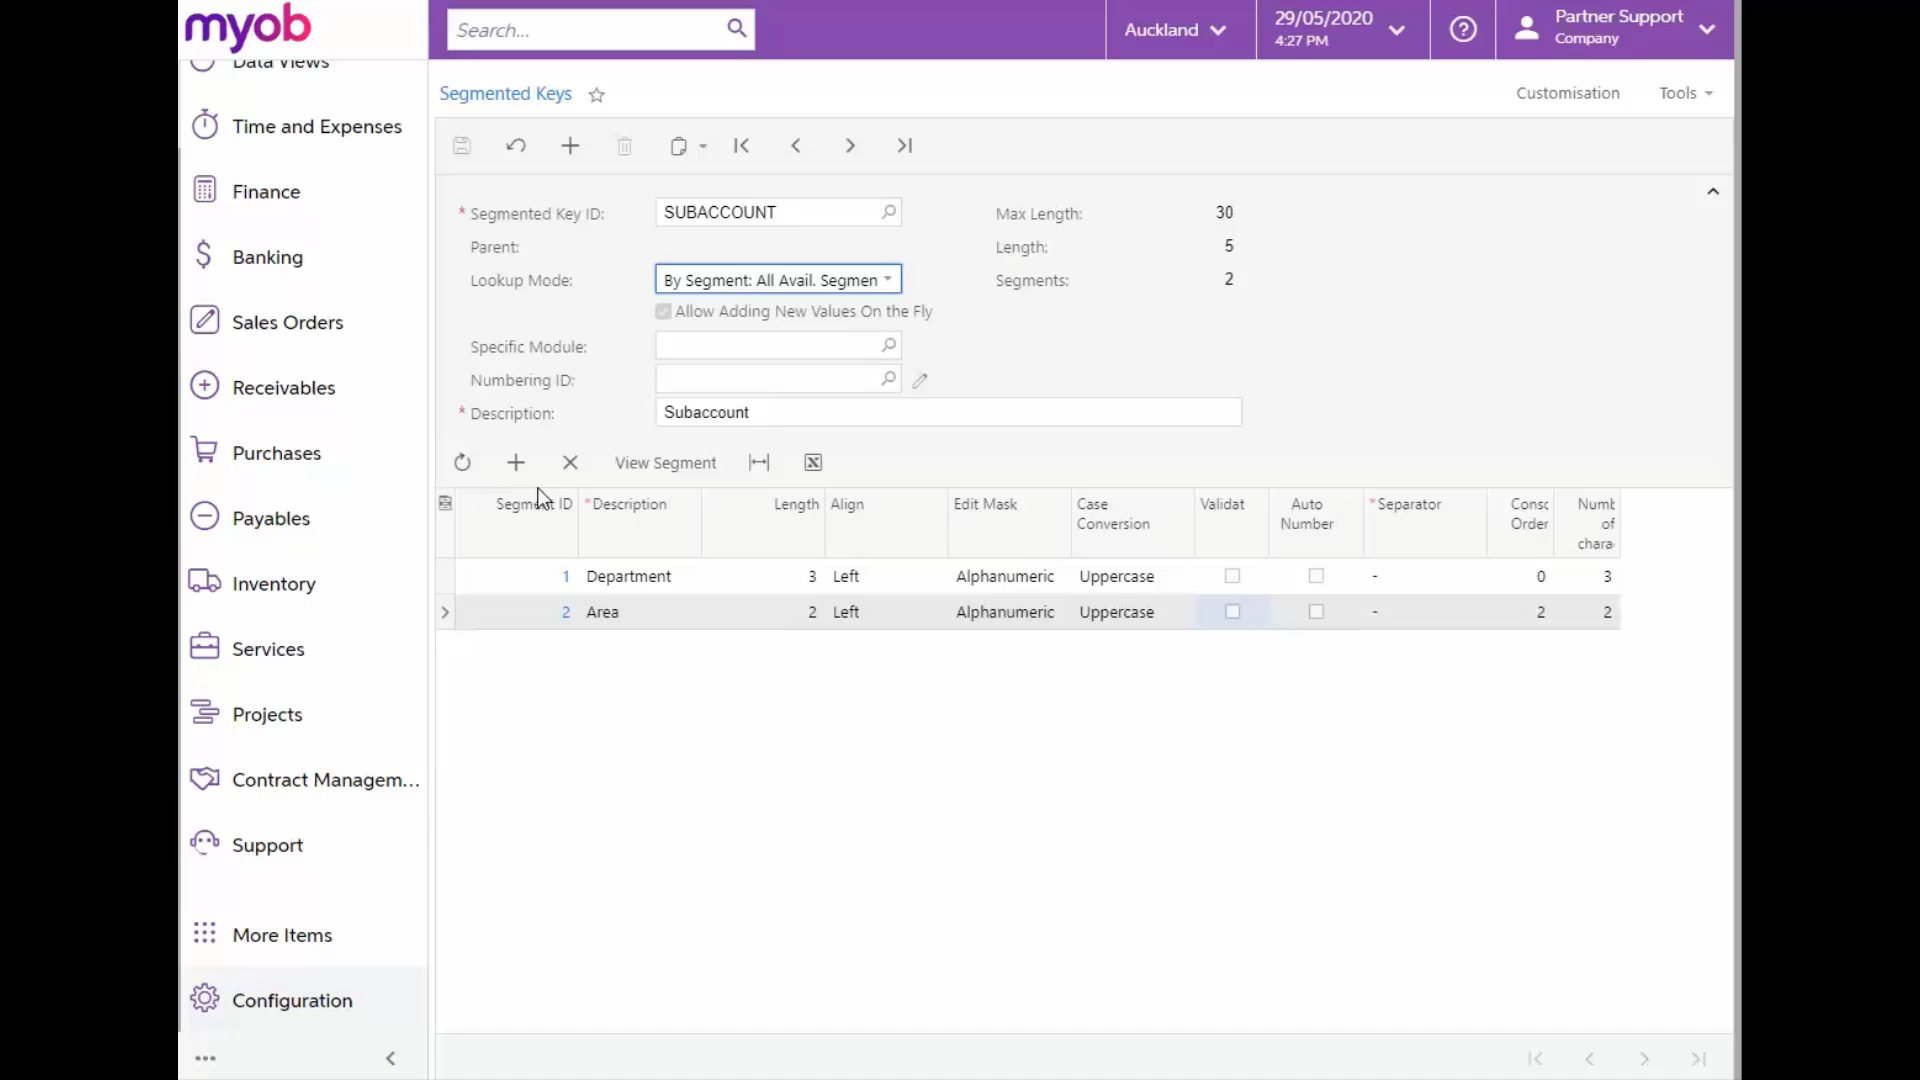 myob
Search...
Auckland
29/05/2020
4:27 PM
Partner Support
Company
Data Views
Time and Expenses
Finance
Banking
Sales Orders
Receivables
Purchases
Payables
Inventory
Services
Projects
Contract Managem...
Support
More Items
Configuration
Segmented Keys
Customisation
Tools
* Segmented Key ID: SUBACCOUNT
Max Length: 30
Parent:
Length: 5
Lookup Mode: By Segment: All Avail. Segmen
Segments: 2
Allow Adding New Values On the Fly
Specific Module:
Numbering ID:
* Description: Subaccount
View Segment
Segment ID
* Description
Length
Align
Edit Mask
Case
Conversion
Validat
Auto
Number
* Separator
Consc
Order
Numb
of
chara
1 Department 3 Left Alphanumeric Uppercase - 0 3
2 Area 2 Left Alphanumeric Uppercase - 2 2